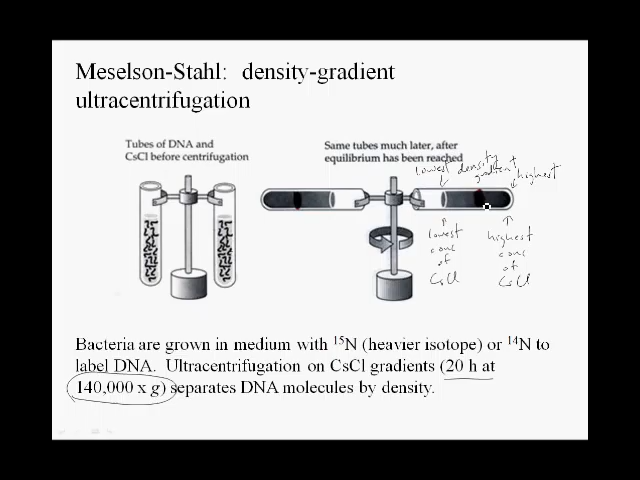 Meselson-Stahl: density-gradient
ultracentrifugation
Tubes of DNA and
CsCl before centrifugation
Same tubes much later, after
equilibrium has been reached
lowest density
gradient
highest
lowest
conc
of
CsCl
highest
conc
of
CsCl
Bacteria are grown in medium with ¹⁵N (heavier isotope) or ¹⁴N to
label DNA. Ultracentrifugation on CsCl gradients (20 h at
140,000 x g) separates DNA molecules by density.